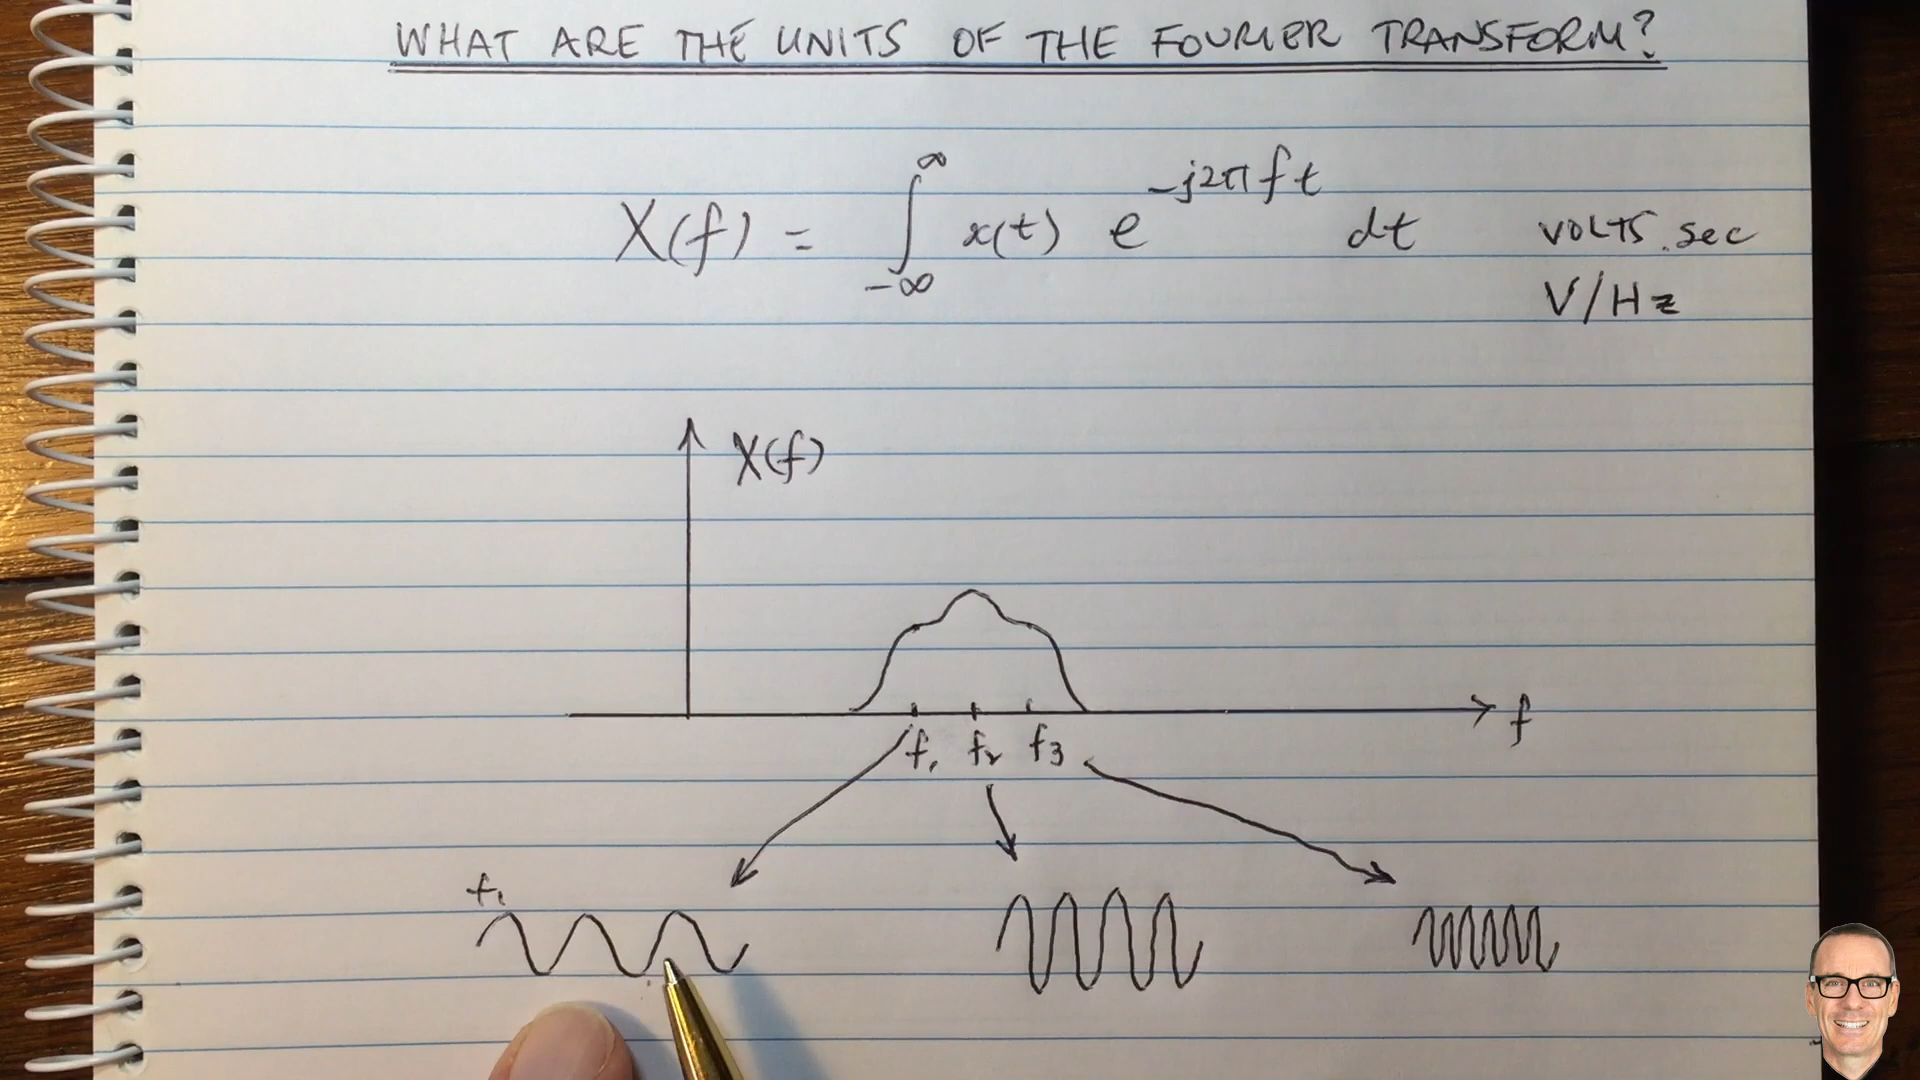 WHAT ARE THE UNITS OF THE FOURIER TRANSFORM?
X(f) = ∫_{-∞}^{∞} x(t) e^{-j2πft} dt VOLTS.sec
V/Hz
X(f)
f
f₁ f₂ f₃
f₁